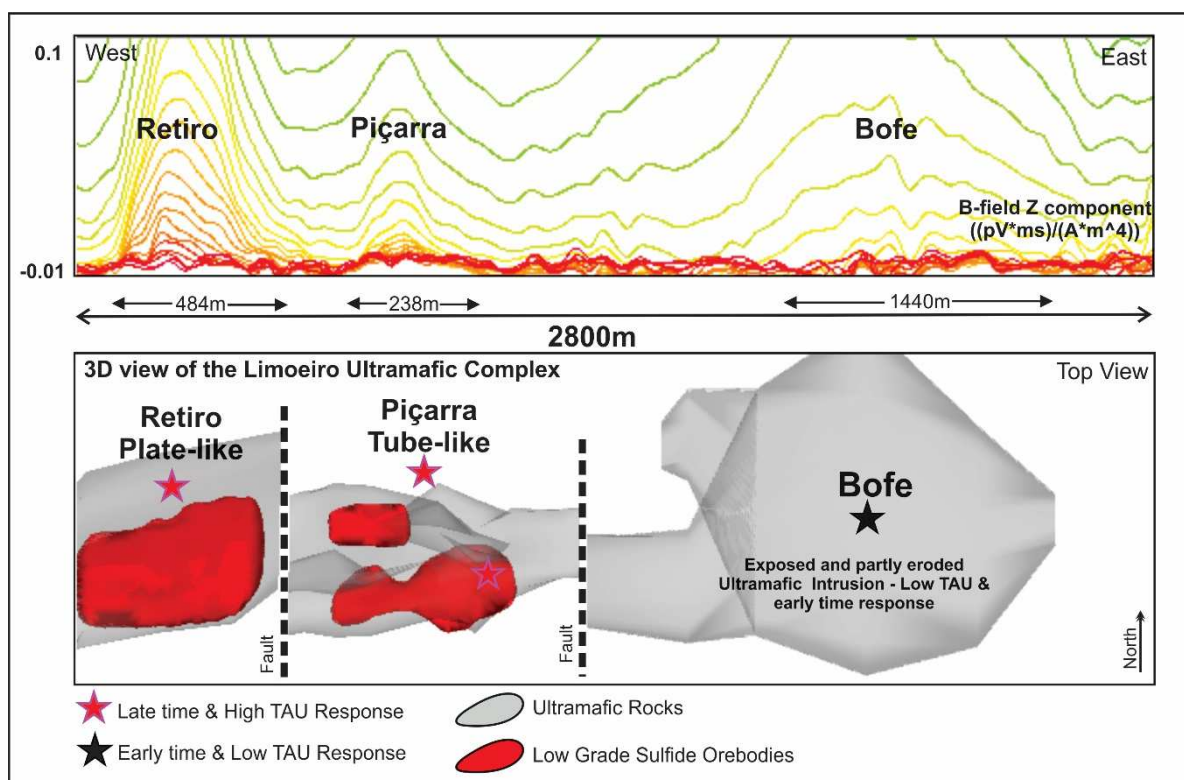 0.1
West
East
Retiro
Piçarra
Bofe
B-field Z component
((pV*ms)/(A*m^4))
-0.01
484m
238m
1440m
2800m
3D view of the Limoeiro Ultramafic Complex
Top View
Retiro
Plate-like
Piçarra
Tube-like
Bofe
Exposed and partly eroded
Ultramafic Intrusion - Low TAU &
early time response
Fault
Fault
North
Late time & High TAU Response
Ultramafic Rocks
Early time & Low TAU Response
Low Grade Sulfide Orebodies